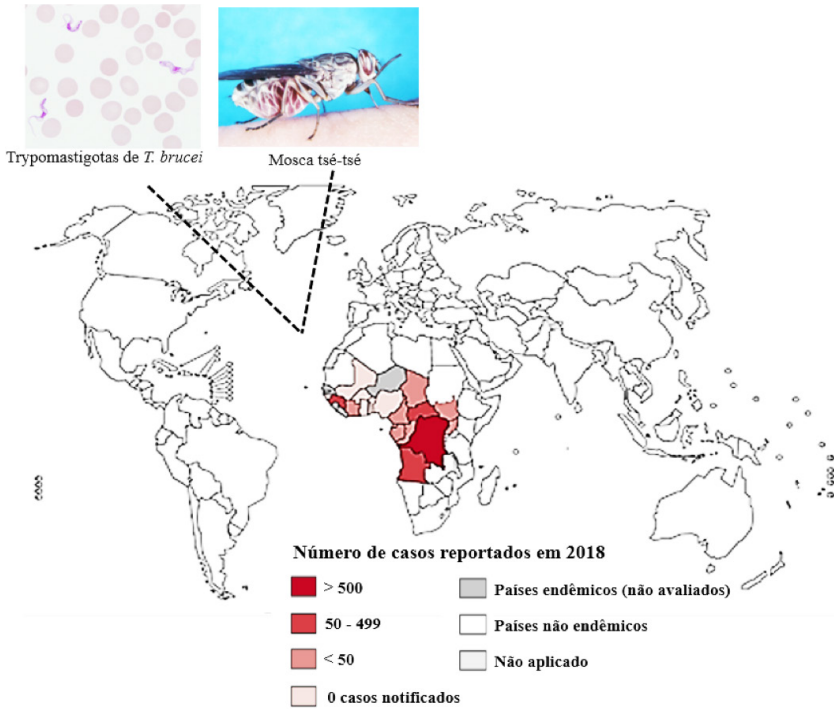 Trypomastigotas de T. brucei
Mosca tsé-tsé
Número de casos reportados em 2018
> 500
50 - 499
< 50
0 casos notificados
Países endêmicos (não avaliados)
Países não endêmicos
Não aplicado